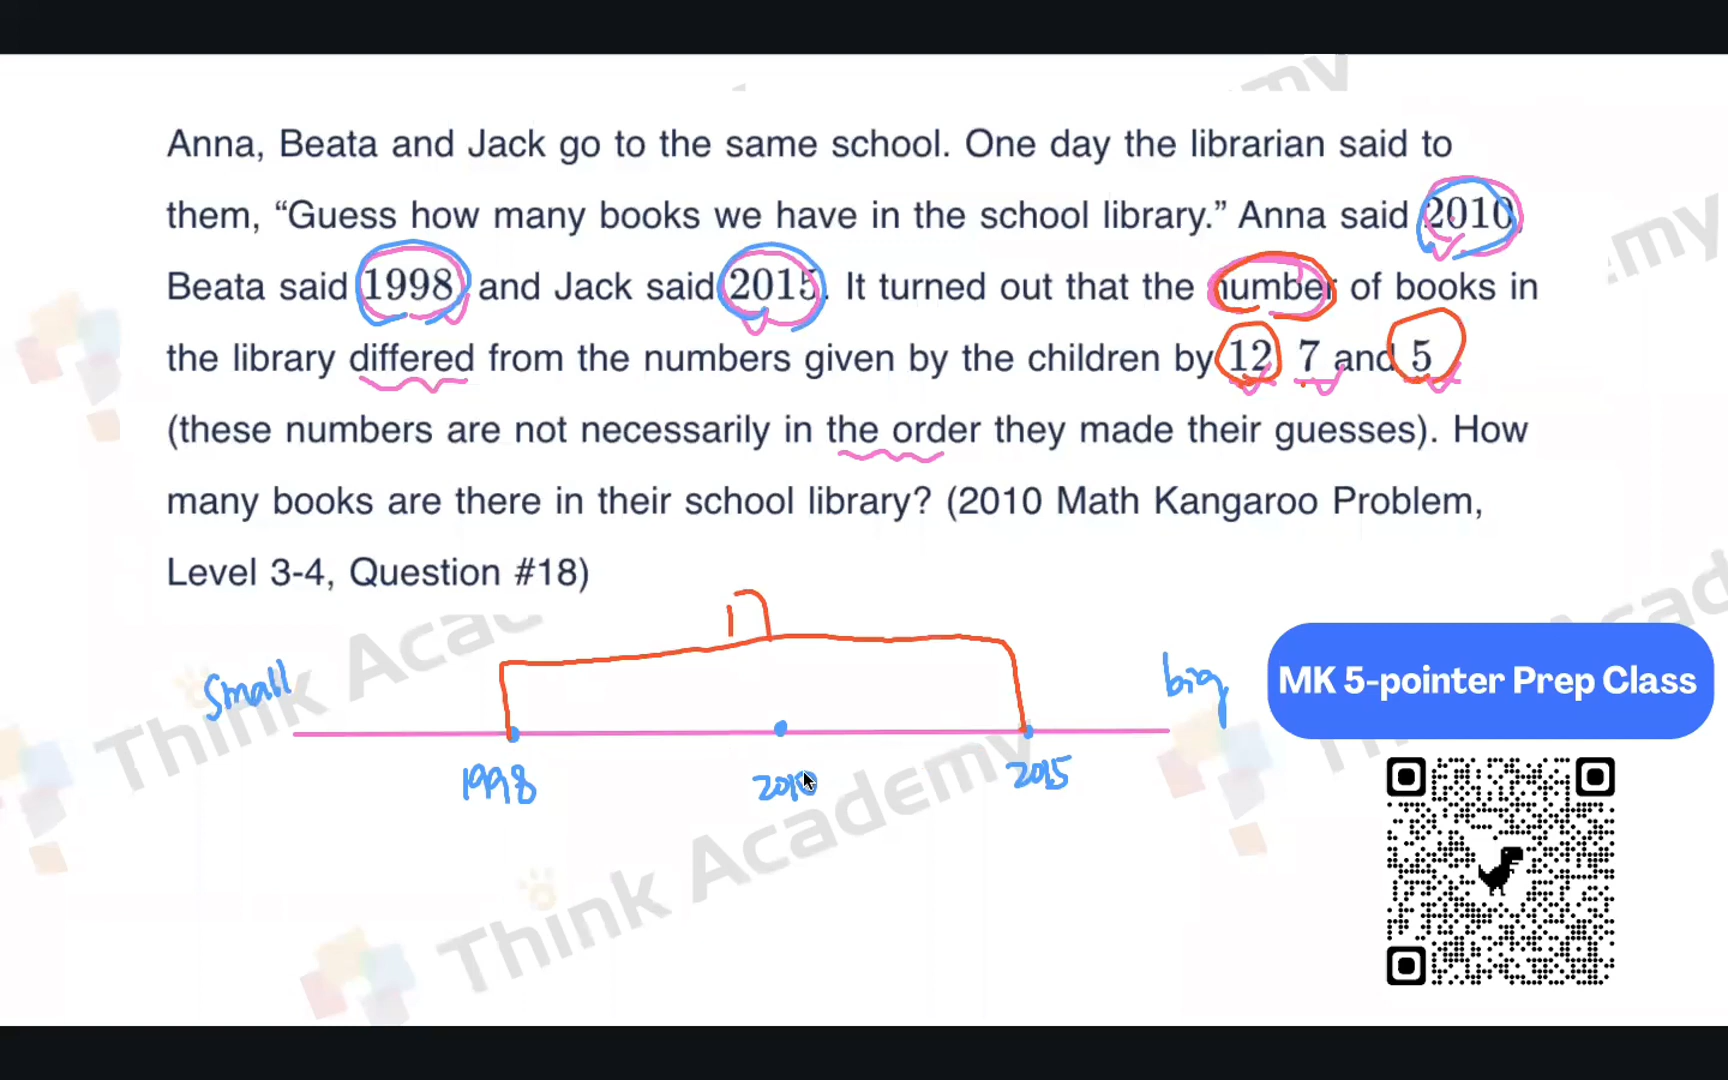 Anna, Beata and Jack go to the same school. One day the librarian said to
them, “Guess how many books we have in the school library.” Anna said 2010,
Beata said 1998, and Jack said 2015. It turned out that the number of books in
the library differed from the numbers given by the children by 12, 7 and 5
(these numbers are not necessarily in the order they made their guesses). How
many books are there in their school library? (2010 Math Kangaroo Problem,
Level 3-4, Question #18)
17
Small
big
MK 5-pointer Prep Class
1998
2010
2015
Think Academy
Think Academy